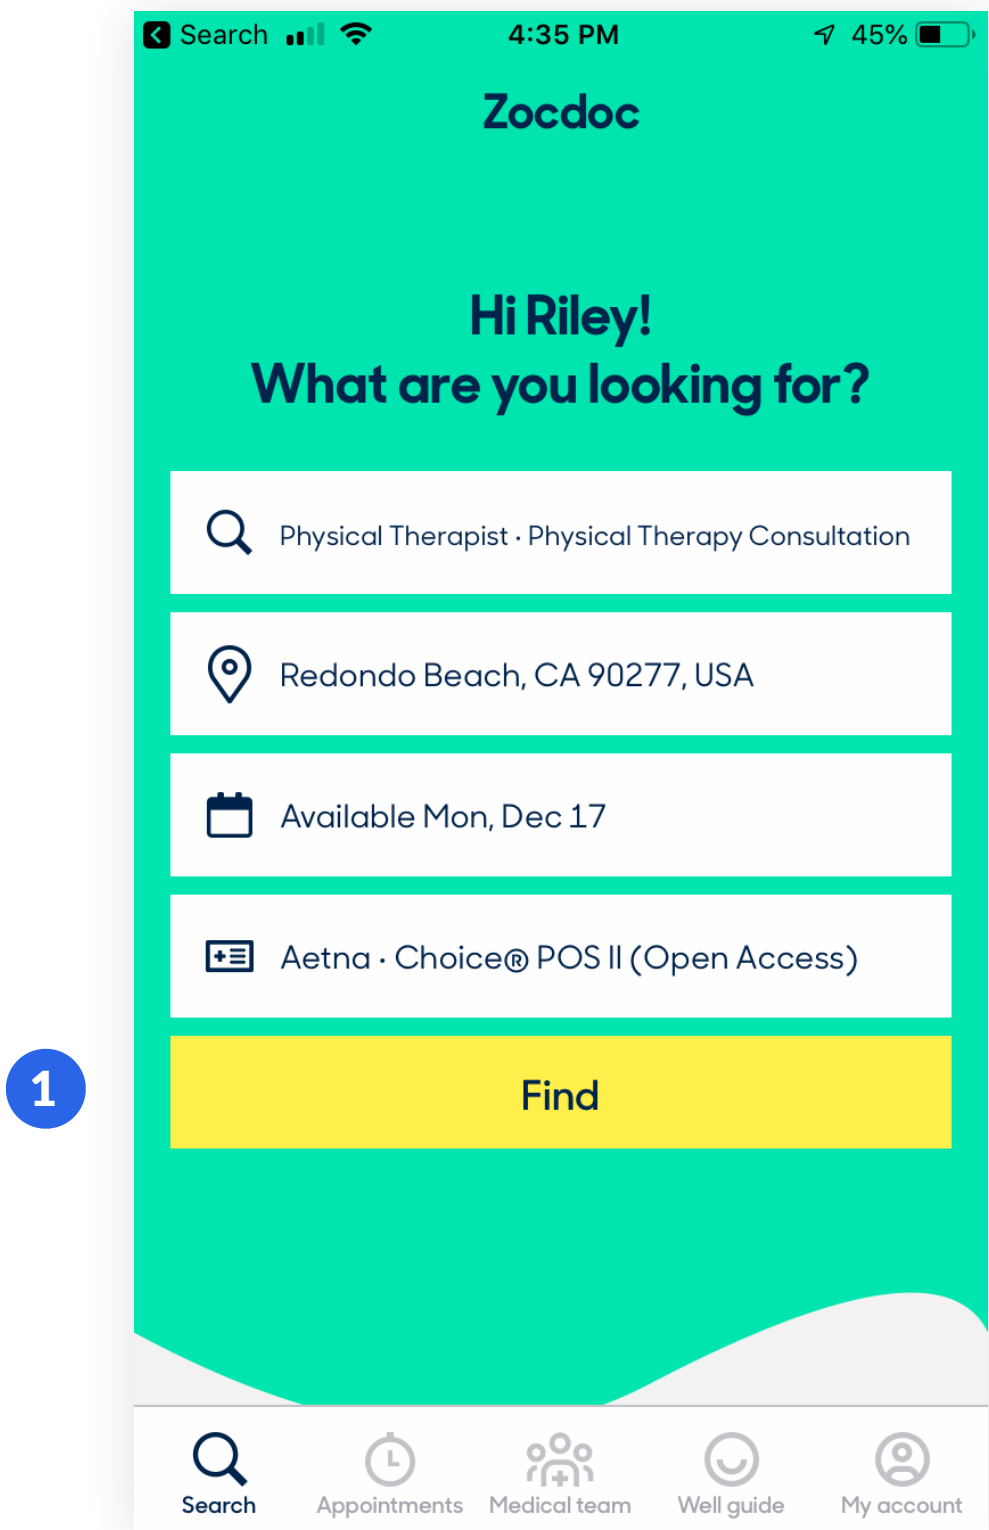 Search 4:35 PM 45%
Zocdoc
Hi Riley!
What are you looking for?
Physical Therapist · Physical Therapy Consultation
Redondo Beach, CA 90277, USA
Available Mon, Dec 17
Aetna · Choice® POS II (Open Access)
1
Find
Search Appointments Medical team Well guide My account